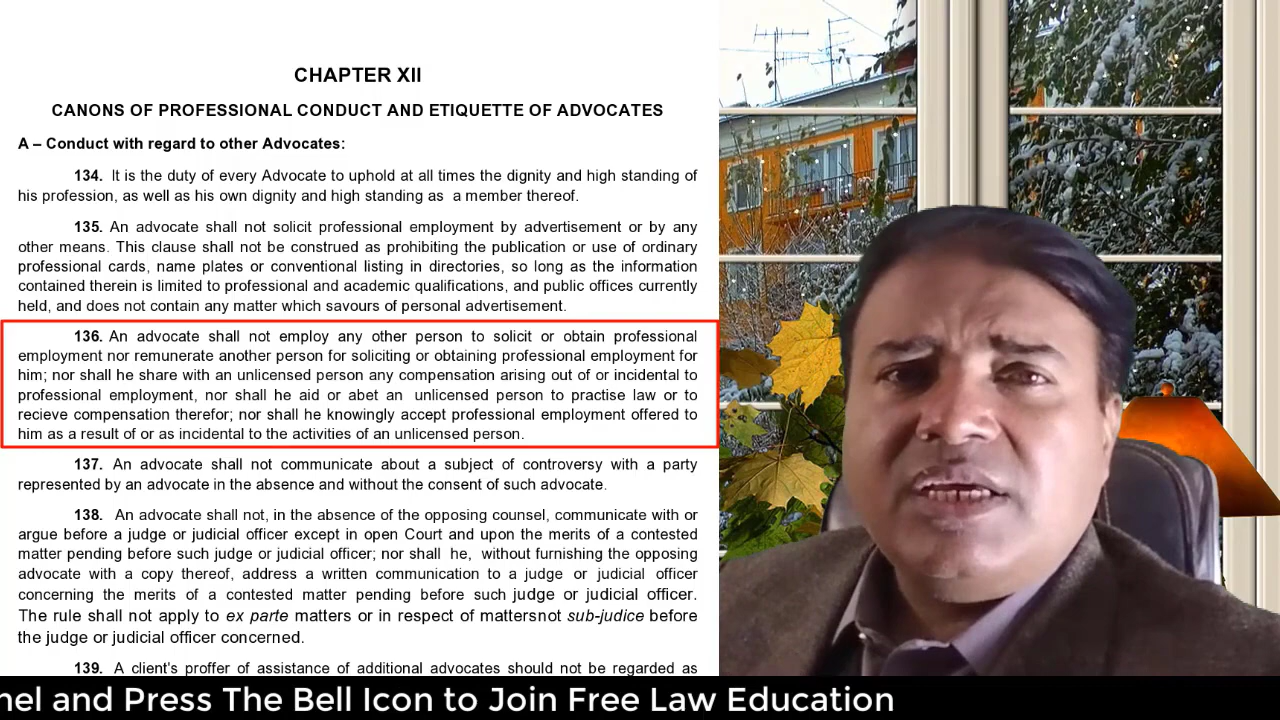 CHAPTER XII
CANONS OF PROFESSIONAL CONDUCT AND ETIQUETTE OF ADVOCATES
A – Conduct with regard to other Advocates:
134. It is the duty of every Advocate to uphold at all times the dignity and high standing of
his profession, as well as his own dignity and high standing as a member thereof.
135. An advocate shall not solicit professional employment by advertisement or by any
other means. This clause shall not be construed as prohibiting the publication or use of ordinary
professional cards, name plates or conventional listing in directories, so long as the information
contained therein is limited to professional and academic qualifications, and public offices currently
held, and does not contain any matter which savours of personal advertisement.
136. An advocate shall not employ any other person to solicit or obtain professional
employment nor remunerate another person for soliciting or obtaining professional employment for
him; nor shall he share with an unlicensed person any compensation arising out of or incidental to
professional employment, nor shall he aid or abet an unlicensed person to practise law or to
recieve compensation therefor; nor shall he knowingly accept professional employment offered to
him as a result of or as incidental to the activities of an unlicensed person.
137. An advocate shall not communicate about a subject of controversy with a party
represented by an advocate in the absence and without the consent of such advocate.
138. An advocate shall not, in the absence of the opposing counsel, communicate with or
argue before a judge or judicial officer except in open Court and upon the merits of a contested
matter pending before such judge or judicial officer; nor shall he, without furnishing the opposing
advocate with a copy thereof, address a written communication to a judge or judicial officer
concerning the merits of a contested matter pending before such judge or judicial officer.
The rule shall not apply to ex parte matters or in respect of mattersnot sub-judice before
the judge or judicial officer concerned.
139. A client's proffer of assistance of additional advocates should not be regarded as
nel and Press The Bell Icon to Join Free Law Education